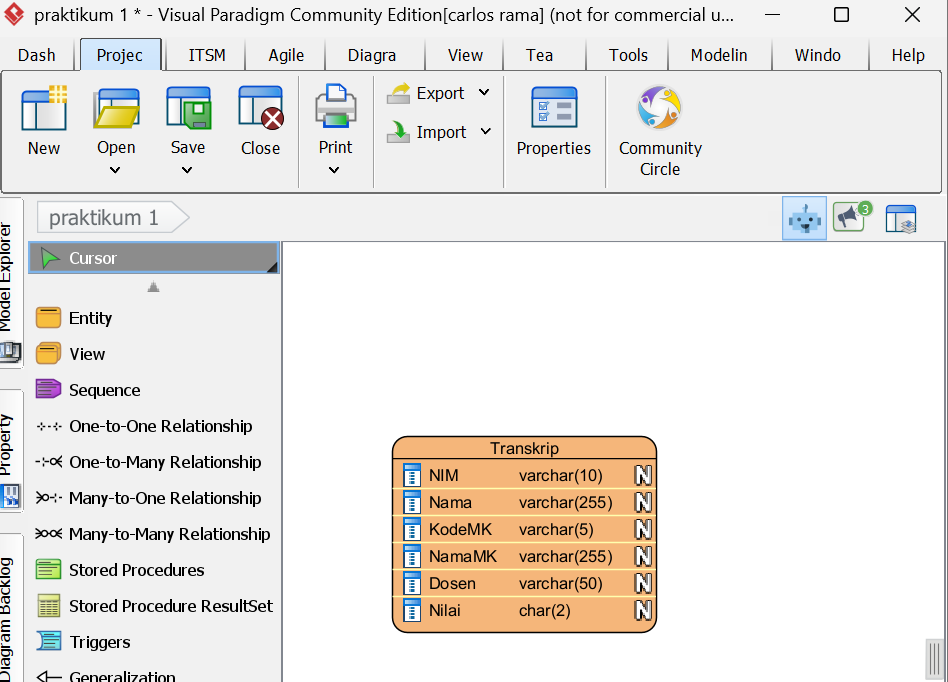 praktikum 1 * - Visual Paradigm Community Edition[carlos rama] (not for commercial u...
Dash Projec ITSM Agile Diagra View Tea Tools Modelin Windo Help
New Open Save Close Print Export Import Properties Community Circle
praktikum 1
3
Model Explorer
Property
Diagram Backlog
Cursor
Entity
View
Sequence
One-to-One Relationship
One-to-Many Relationship
Many-to-One Relationship
Many-to-Many Relationship
Stored Procedures
Stored Procedure ResultSet
Triggers
Generalization
Transkrip
NIM varchar(10) N
Nama varchar(255) N
KodeMK varchar(5) N
NamaMK varchar(255) N
Dosen varchar(50) N
Nilai char(2) N